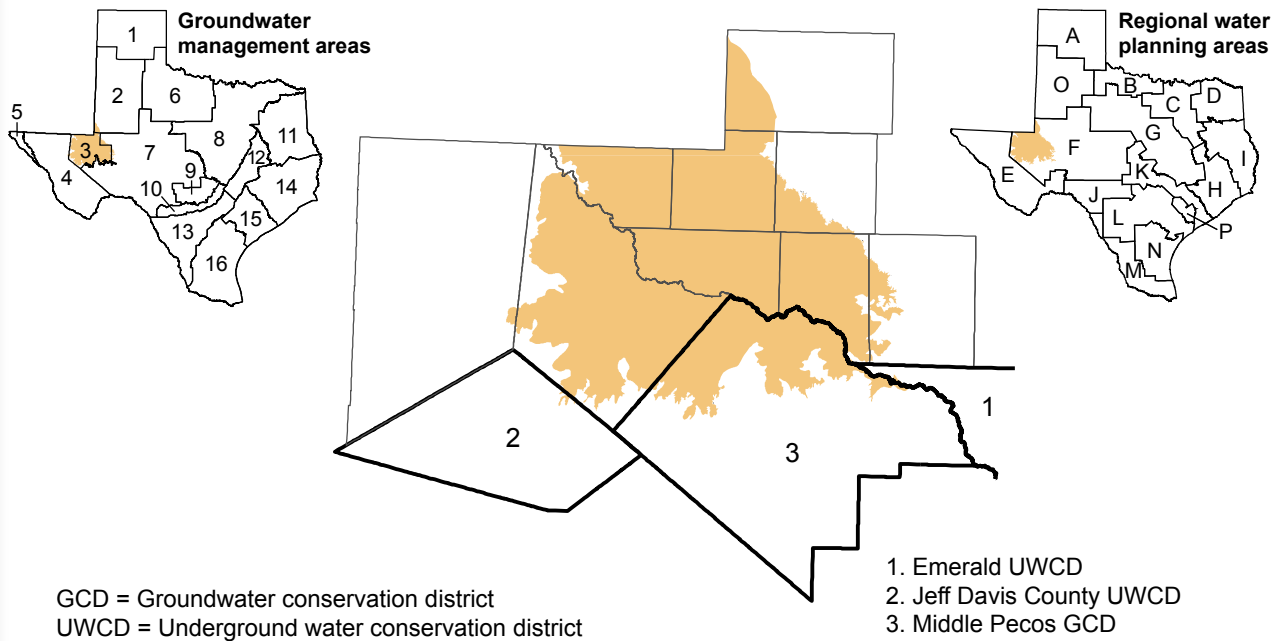 Groundwater
management areas
1
2
6
5
3
7
8
11
12
4
9
10
14
13
15
16
Regional water
planning areas
A
O
B
C
D
F
G
E
K
I
J
H
L
P
N
M
1
2
3
GCD = Groundwater conservation district
UWCD = Underground water conservation district
1. Emerald UWCD
2. Jeff Davis County UWCD
3. Middle Pecos GCD